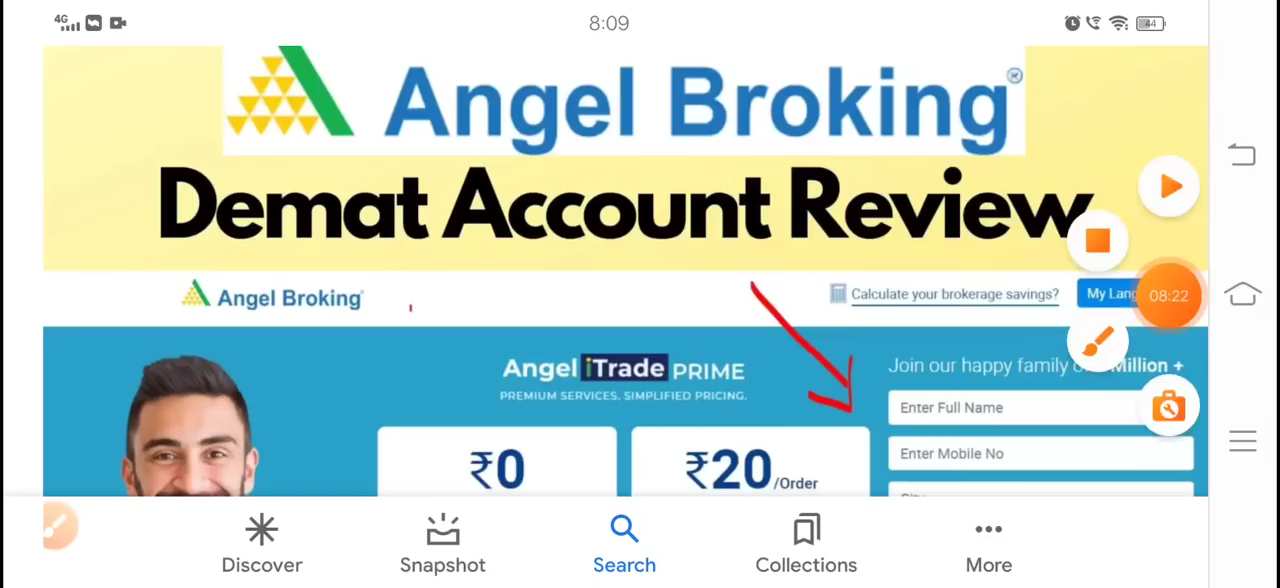 4G
8:09
44
Angel Broking®
Demat Account Review
Angel Broking
Calculate your brokerage savings?
My Lang
08:22
Angel iTrade PRIME
PREMIUM SERVICES. SIMPLIFIED PRICING.
Join our happy family o Million +
Enter Full Name
₹0
₹20/Order
Enter Mobile No
Discover
Snapshot
Search
Collections
More